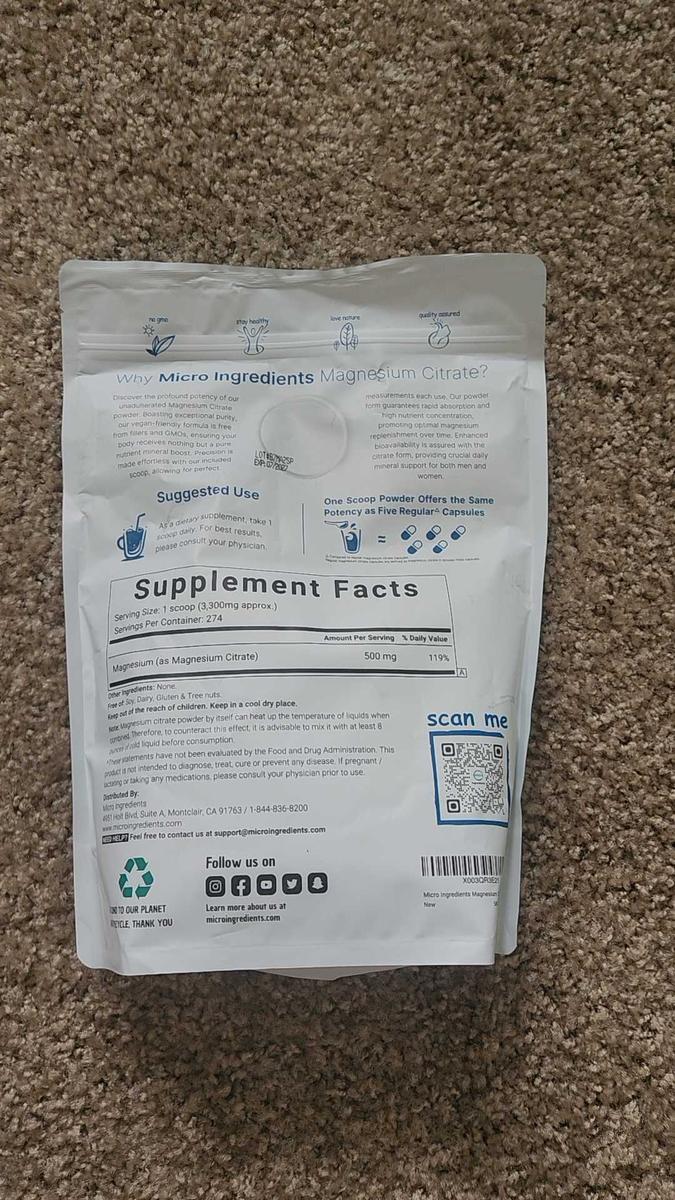 no gmo
stay healthy
love nature
quality assured
Why Micro Ingredients Magnesium Citrate?
Discover the profound potency of our
unadulterated Magnesium Citrate
powder. Boasting exceptional purity,
our vegan-friendly formula is free
from fillers and GMOs, ensuring your
body receives nothing but a pure
nutrient mineral boost. Precision is
made effortless with our included
scoop, allowing for perfect
measurements each use. Our powder
form guarantees rapid absorption and
high nutrient concentration,
promoting optimal magnesium
replenishment over time. Enhanced
bioavailability is assured with the
citrate form, providing crucial daily
mineral support for both men and
women.
EXP:07/2027
Suggested Use
As a dietary supplement, take 1
scoop daily. For best results,
please consult your physician.
One Scoop Powder Offers the Same
Potency as Five Regular^ Capsules
=
Supplement Facts
Serving Size: 1 scoop (3,300mg approx.)
Servings Per Container: 274
Amount Per Serving % Daily Value
Magnesium (as Magnesium Citrate) 500 mg 119%
A
Other Ingredients: None.
Free of Soy, Dairy, Gluten & Tree nuts.
Keep out of the reach of children. Keep in a cool dry place.
Note: Magnesium citrate powder by itself can heat up the temperature of liquids when
combined. Therefore, to counteract this effect, it is advisable to mix it with at least 8
ounces of cold liquid before consumption.
*These statements have not been evaluated by the Food and Drug Administration. This
product is not intended to diagnose, treat, cure or prevent any disease. If pregnant /
lactating or taking any medications, please consult your physician prior to use.
Distributed By:
Micro Ingredients
4951 Holt Blvd, Suite A, Montclair, CA 91763 / 1-844-836-8200
www.microingredients.com
NEED HELP? Feel free to contact us at support@microingredients.com
scan me
Follow us on
Learn more about us at
microingredients.com
TO OUR PLANET
RECYCLE, THANK YOU
Micro Ingredients Magnesium
New